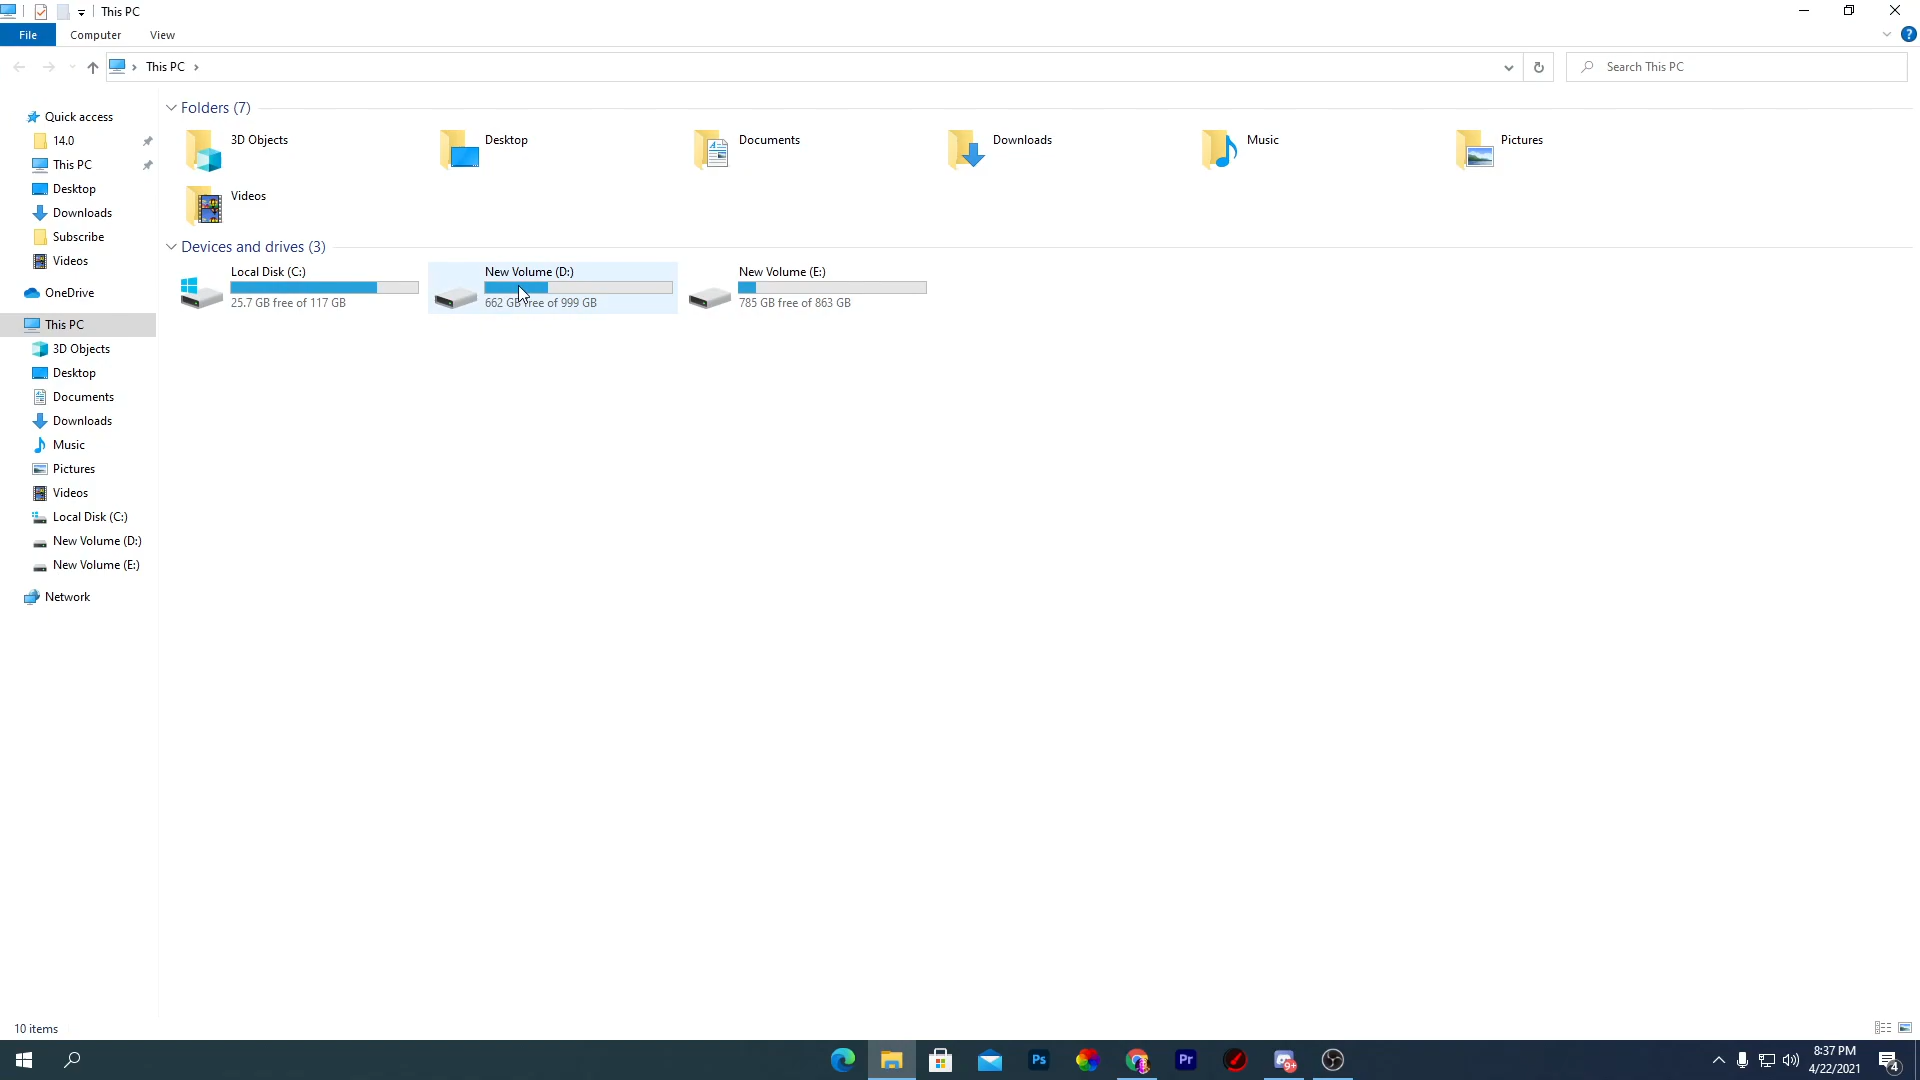 This PC
File Computer View
This PC
Search This PC
Quick access
14.0
This PC
Desktop
Downloads
Subscribe
Videos
OneDrive
This PC
3D Objects
Desktop
Documents
Downloads
Music
Pictures
Videos
Local Disk (C:)
New Volume (D:)
New Volume (E:)
Network
Folders (7)
3D Objects Desktop Documents Downloads Music Pictures
Videos
Devices and drives (3)
Local Disk (C:)
25.7 GB free of 117 GB
New Volume (D:)
662 GB free of 999 GB
New Volume (E:)
785 GB free of 863 GB
10 items
Ps
Pr
9+
8:37 PM
4/22/2021
4